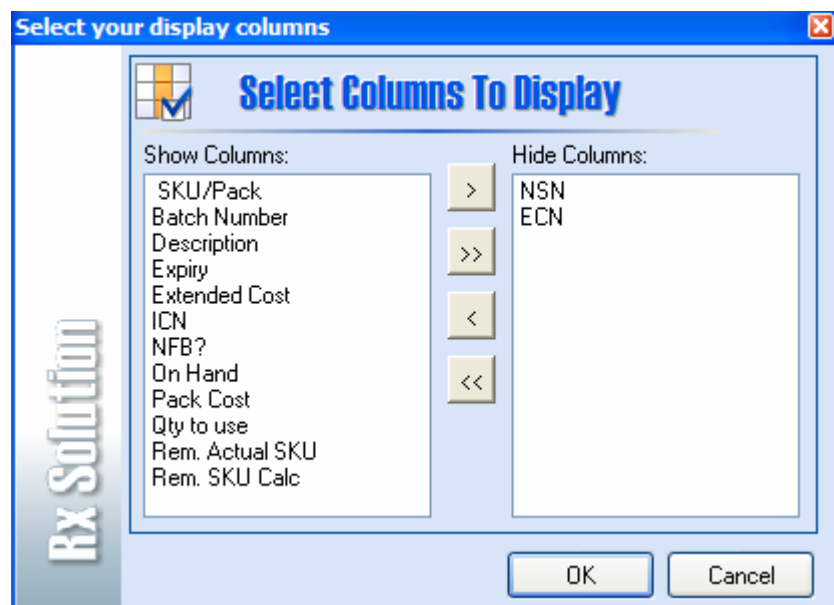 Select your display columns
Select Columns To Display
Show Columns:
SKU/Pack
Batch Number
Description
Expiry
Extended Cost
ICN
NFB?
On Hand
Pack Cost
Qty to use
Rem. Actual SKU
Rem. SKU Calc
>
>>
<
<<
Hide Columns:
NSN
ECN
Rx Solution
OK
Cancel